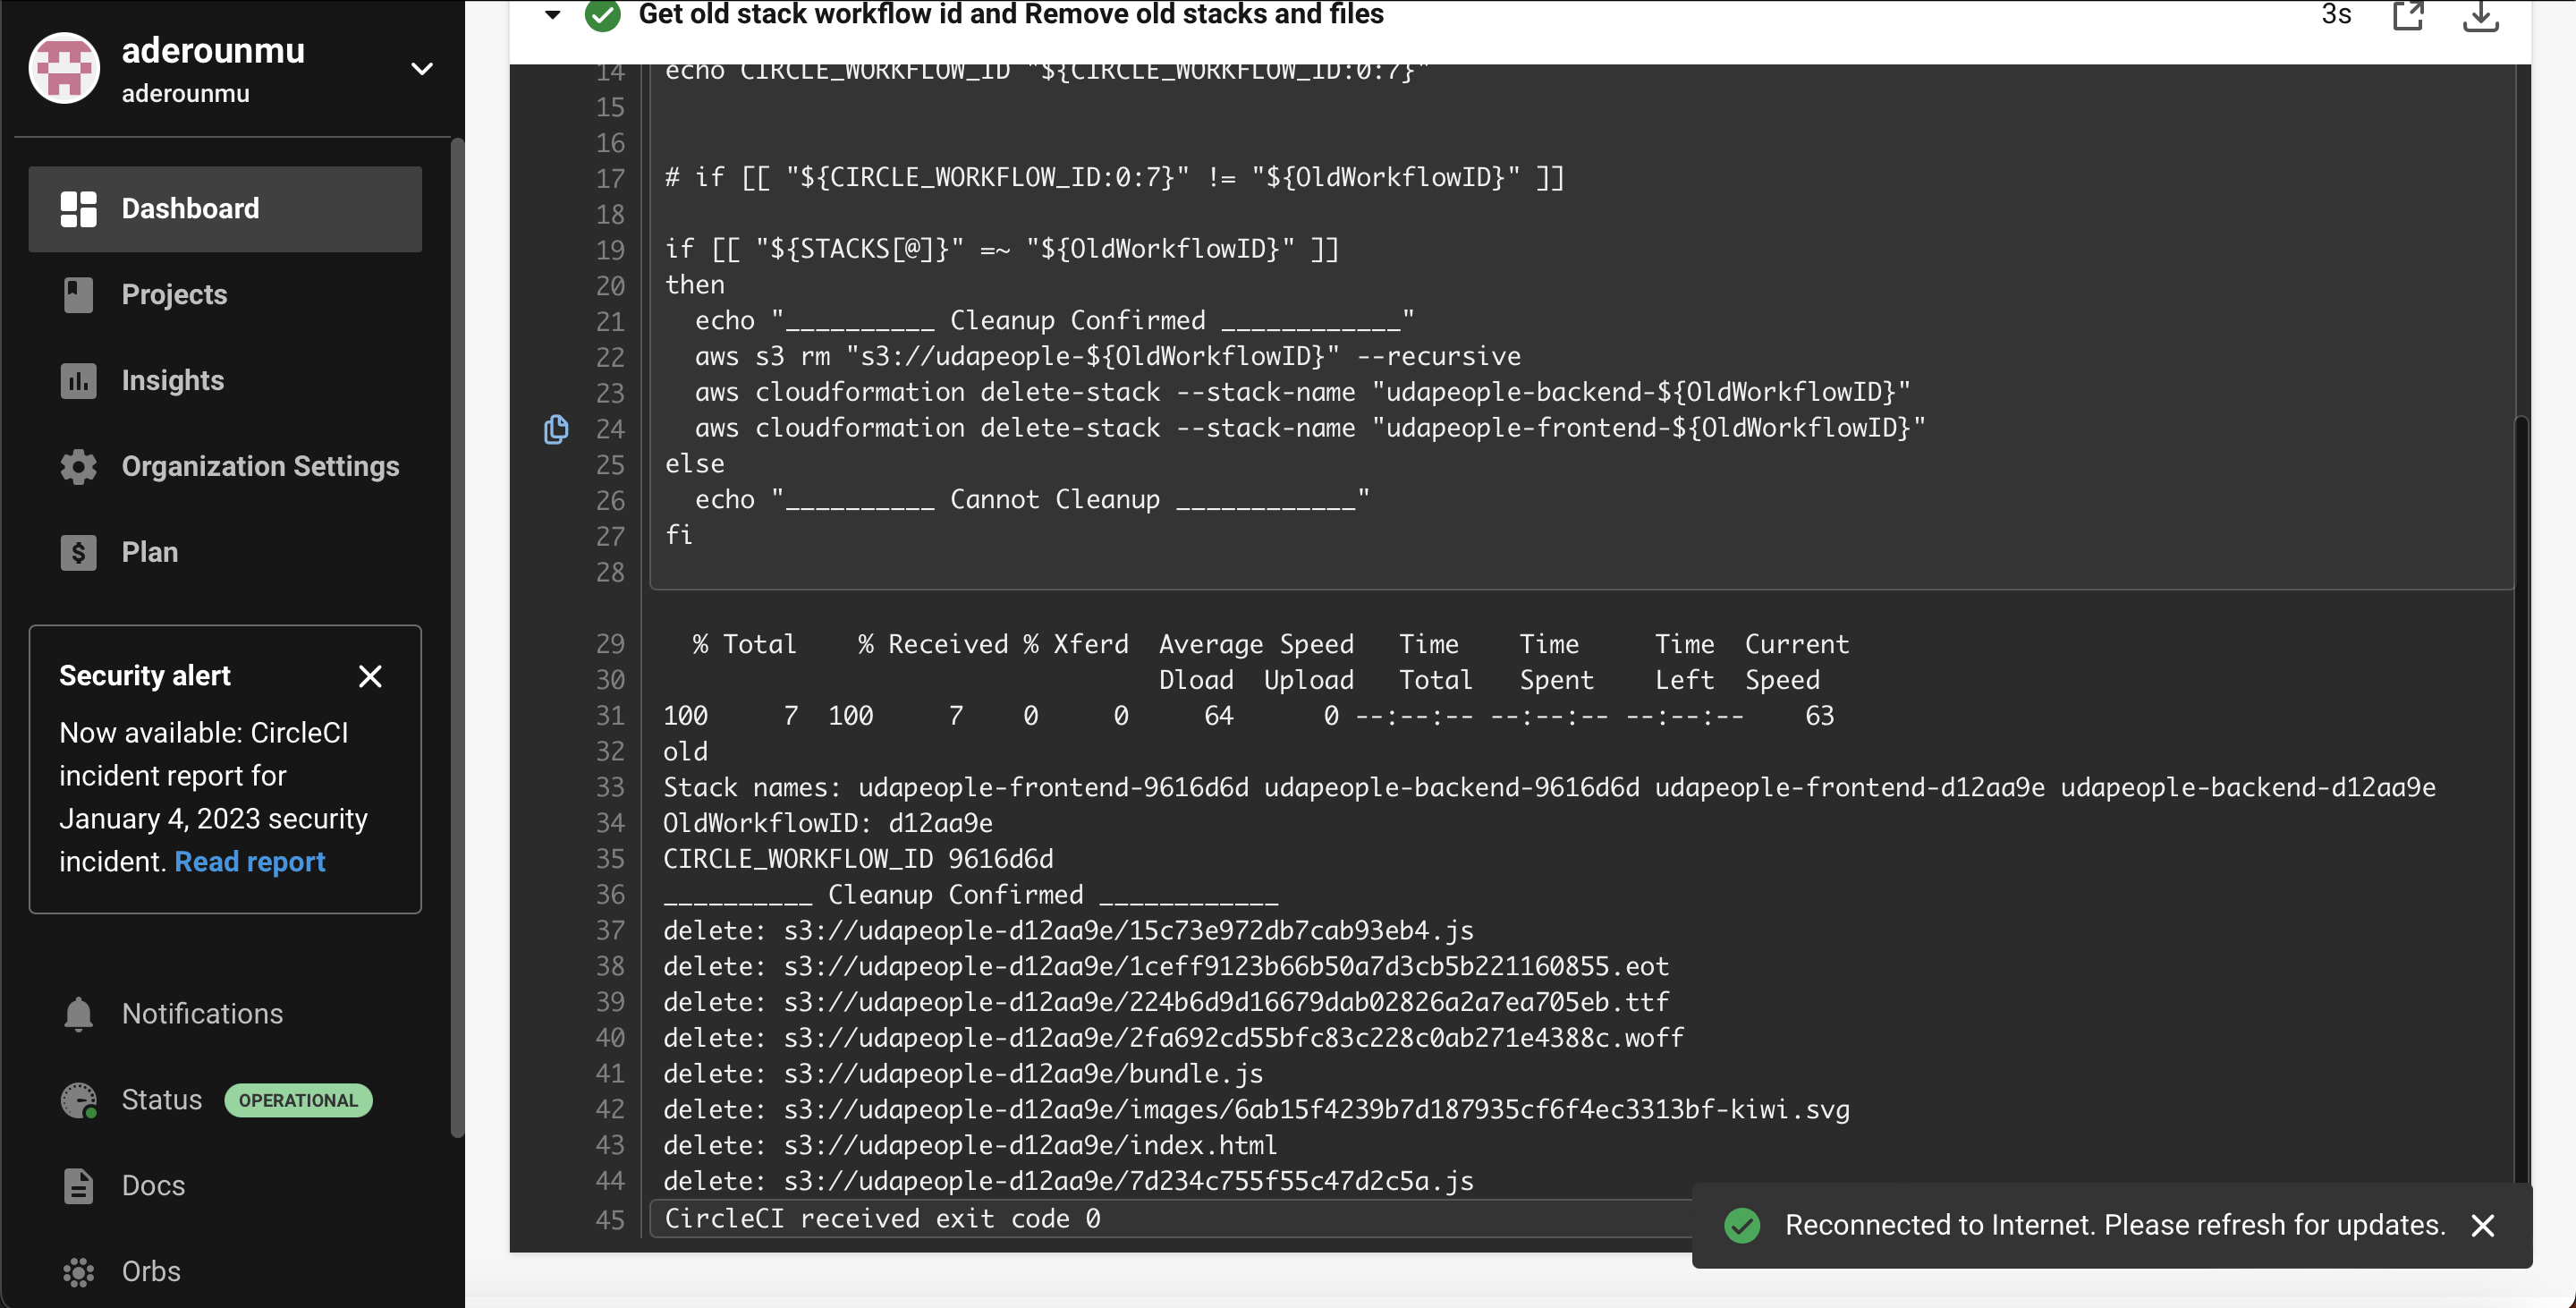 aderounmu
aderounmu
Dashboard
Projects
Insights
Organization Settings
Plan
Security alert
Now available: CircleCI
incident report for
January 4, 2023 security
incident. Read report
Notifications
Status OPERATIONAL
Docs
Orbs
Get old stack workflow id and Remove old stacks and files
3s
14 echo CIRCLE_WORKFLOW_ID "${CIRCLE_WORKFLOW_ID:0:7}"
15
16
17 # if [[ "${CIRCLE_WORKFLOW_ID:0:7}" != "${OldWorkflowID}" ]]
18
19 if [[ "${STACKS[@]}" =~ "${OldWorkflowID}" ]]
20 then
21   echo "__________ Cleanup Confirmed ____________"
22   aws s3 rm "s3://udapeople-${OldWorkflowID}" --recursive
23   aws cloudformation delete-stack --stack-name "udapeople-backend-${OldWorkflowID}"
24   aws cloudformation delete-stack --stack-name "udapeople-frontend-${OldWorkflowID}"
25 else
26   echo "__________ Cannot Cleanup ____________"
27 fi
28
29   % Total    % Received % Xferd  Average Speed   Time    Time     Time  Current
30                                  Dload  Upload   Total   Spent    Left  Speed
31 100     7  100     7    0     0     64      0 --:--:-- --:--:-- --:--:--    63
32 old
33 Stack names: udapeople-frontend-9616d6d udapeople-backend-9616d6d udapeople-frontend-d12aa9e udapeople-backend-d12aa9e
34 OldWorkflowID: d12aa9e
35 CIRCLE_WORKFLOW_ID 9616d6d
36 __________ Cleanup Confirmed ____________
37 delete: s3://udapeople-d12aa9e/15c73e972db7cab93eb4.js
38 delete: s3://udapeople-d12aa9e/1ceff9123b66b50a7d3cb5b221160855.eot
39 delete: s3://udapeople-d12aa9e/224b6d9d16679dab02826a2a7ea705eb.ttf
40 delete: s3://udapeople-d12aa9e/2fa692cd55bfc83c228c0ab271e4388c.woff
41 delete: s3://udapeople-d12aa9e/bundle.js
42 delete: s3://udapeople-d12aa9e/images/6ab15f4239b7d187935cf6f4ec3313bf-kiwi.svg
43 delete: s3://udapeople-d12aa9e/index.html
44 delete: s3://udapeople-d12aa9e/7d234c755f55c47d2c5a.js
45 CircleCI received exit code 0
Reconnected to Internet. Please refresh for updates.